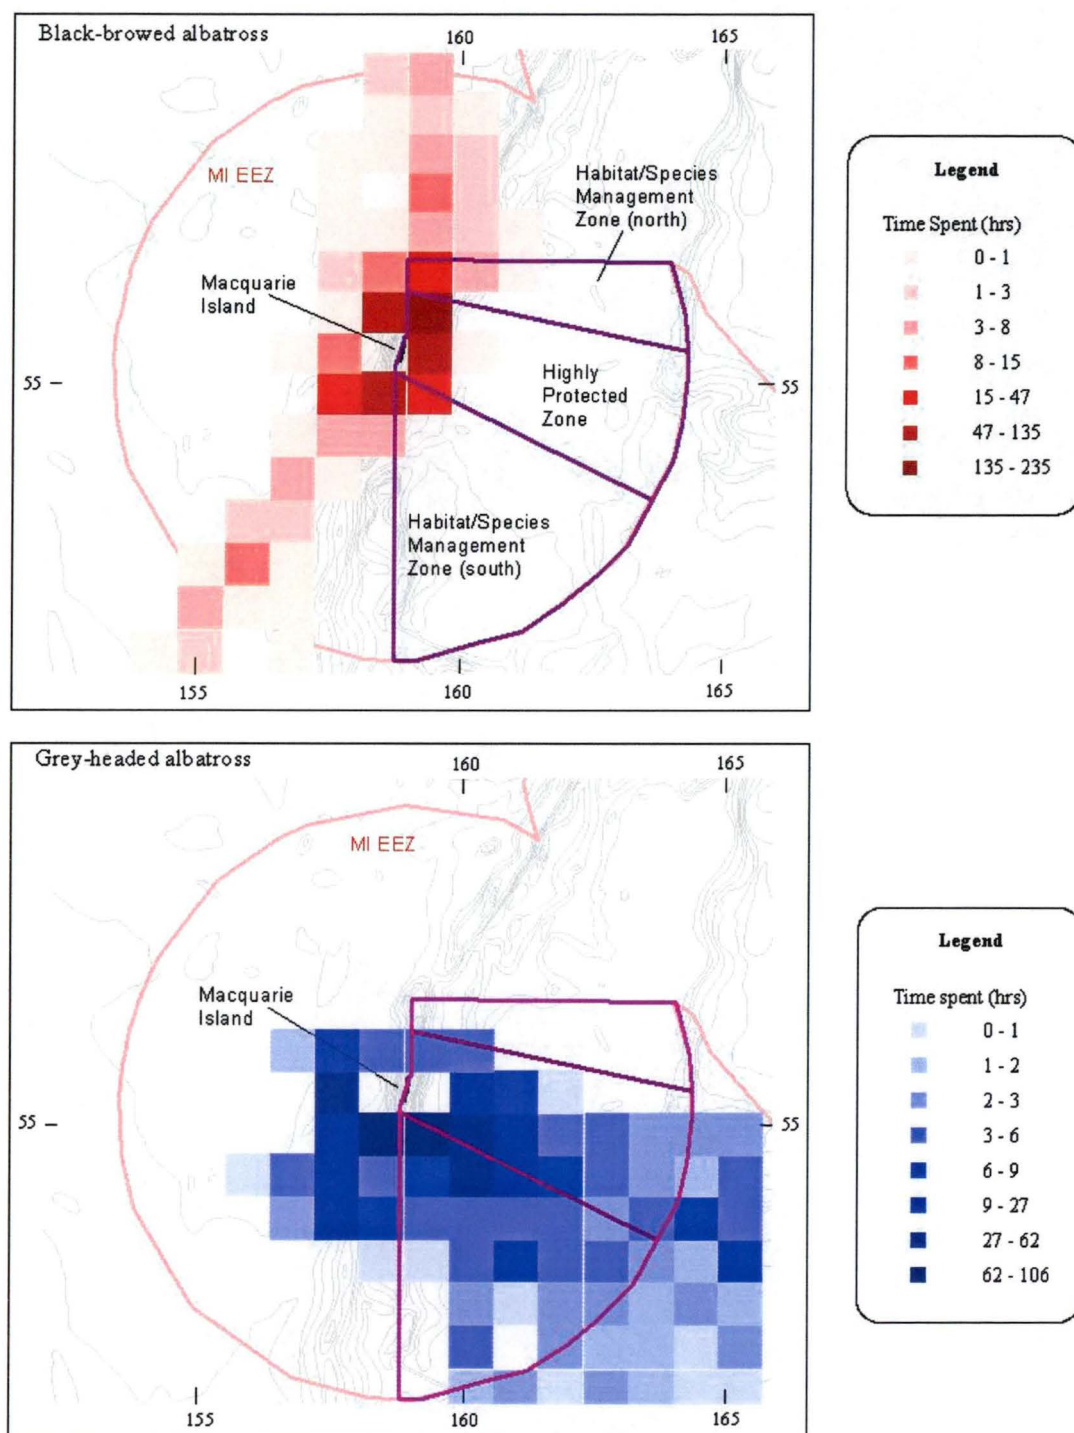 Black-browed albatross
160
165
MI EEZ
Habitat/Species
Management
Zone (north)
Macquarie
Island
55
55
Highly
Protected
Zone
Habitat/Species
Management
Zone (south)
155
160
165
Legend
Time Spent (hrs)
0 - 1
1 - 3
3 - 8
8 - 15
15 - 47
47 - 135
135 - 235
Grey-headed albatross
160
165
MI EEZ
Macquarie
Island
55
55
155
160
165
Legend
Time spent (hrs)
0 - 1
1 - 2
2 - 3
3 - 6
6 - 9
9 - 27
27 - 62
62 - 106